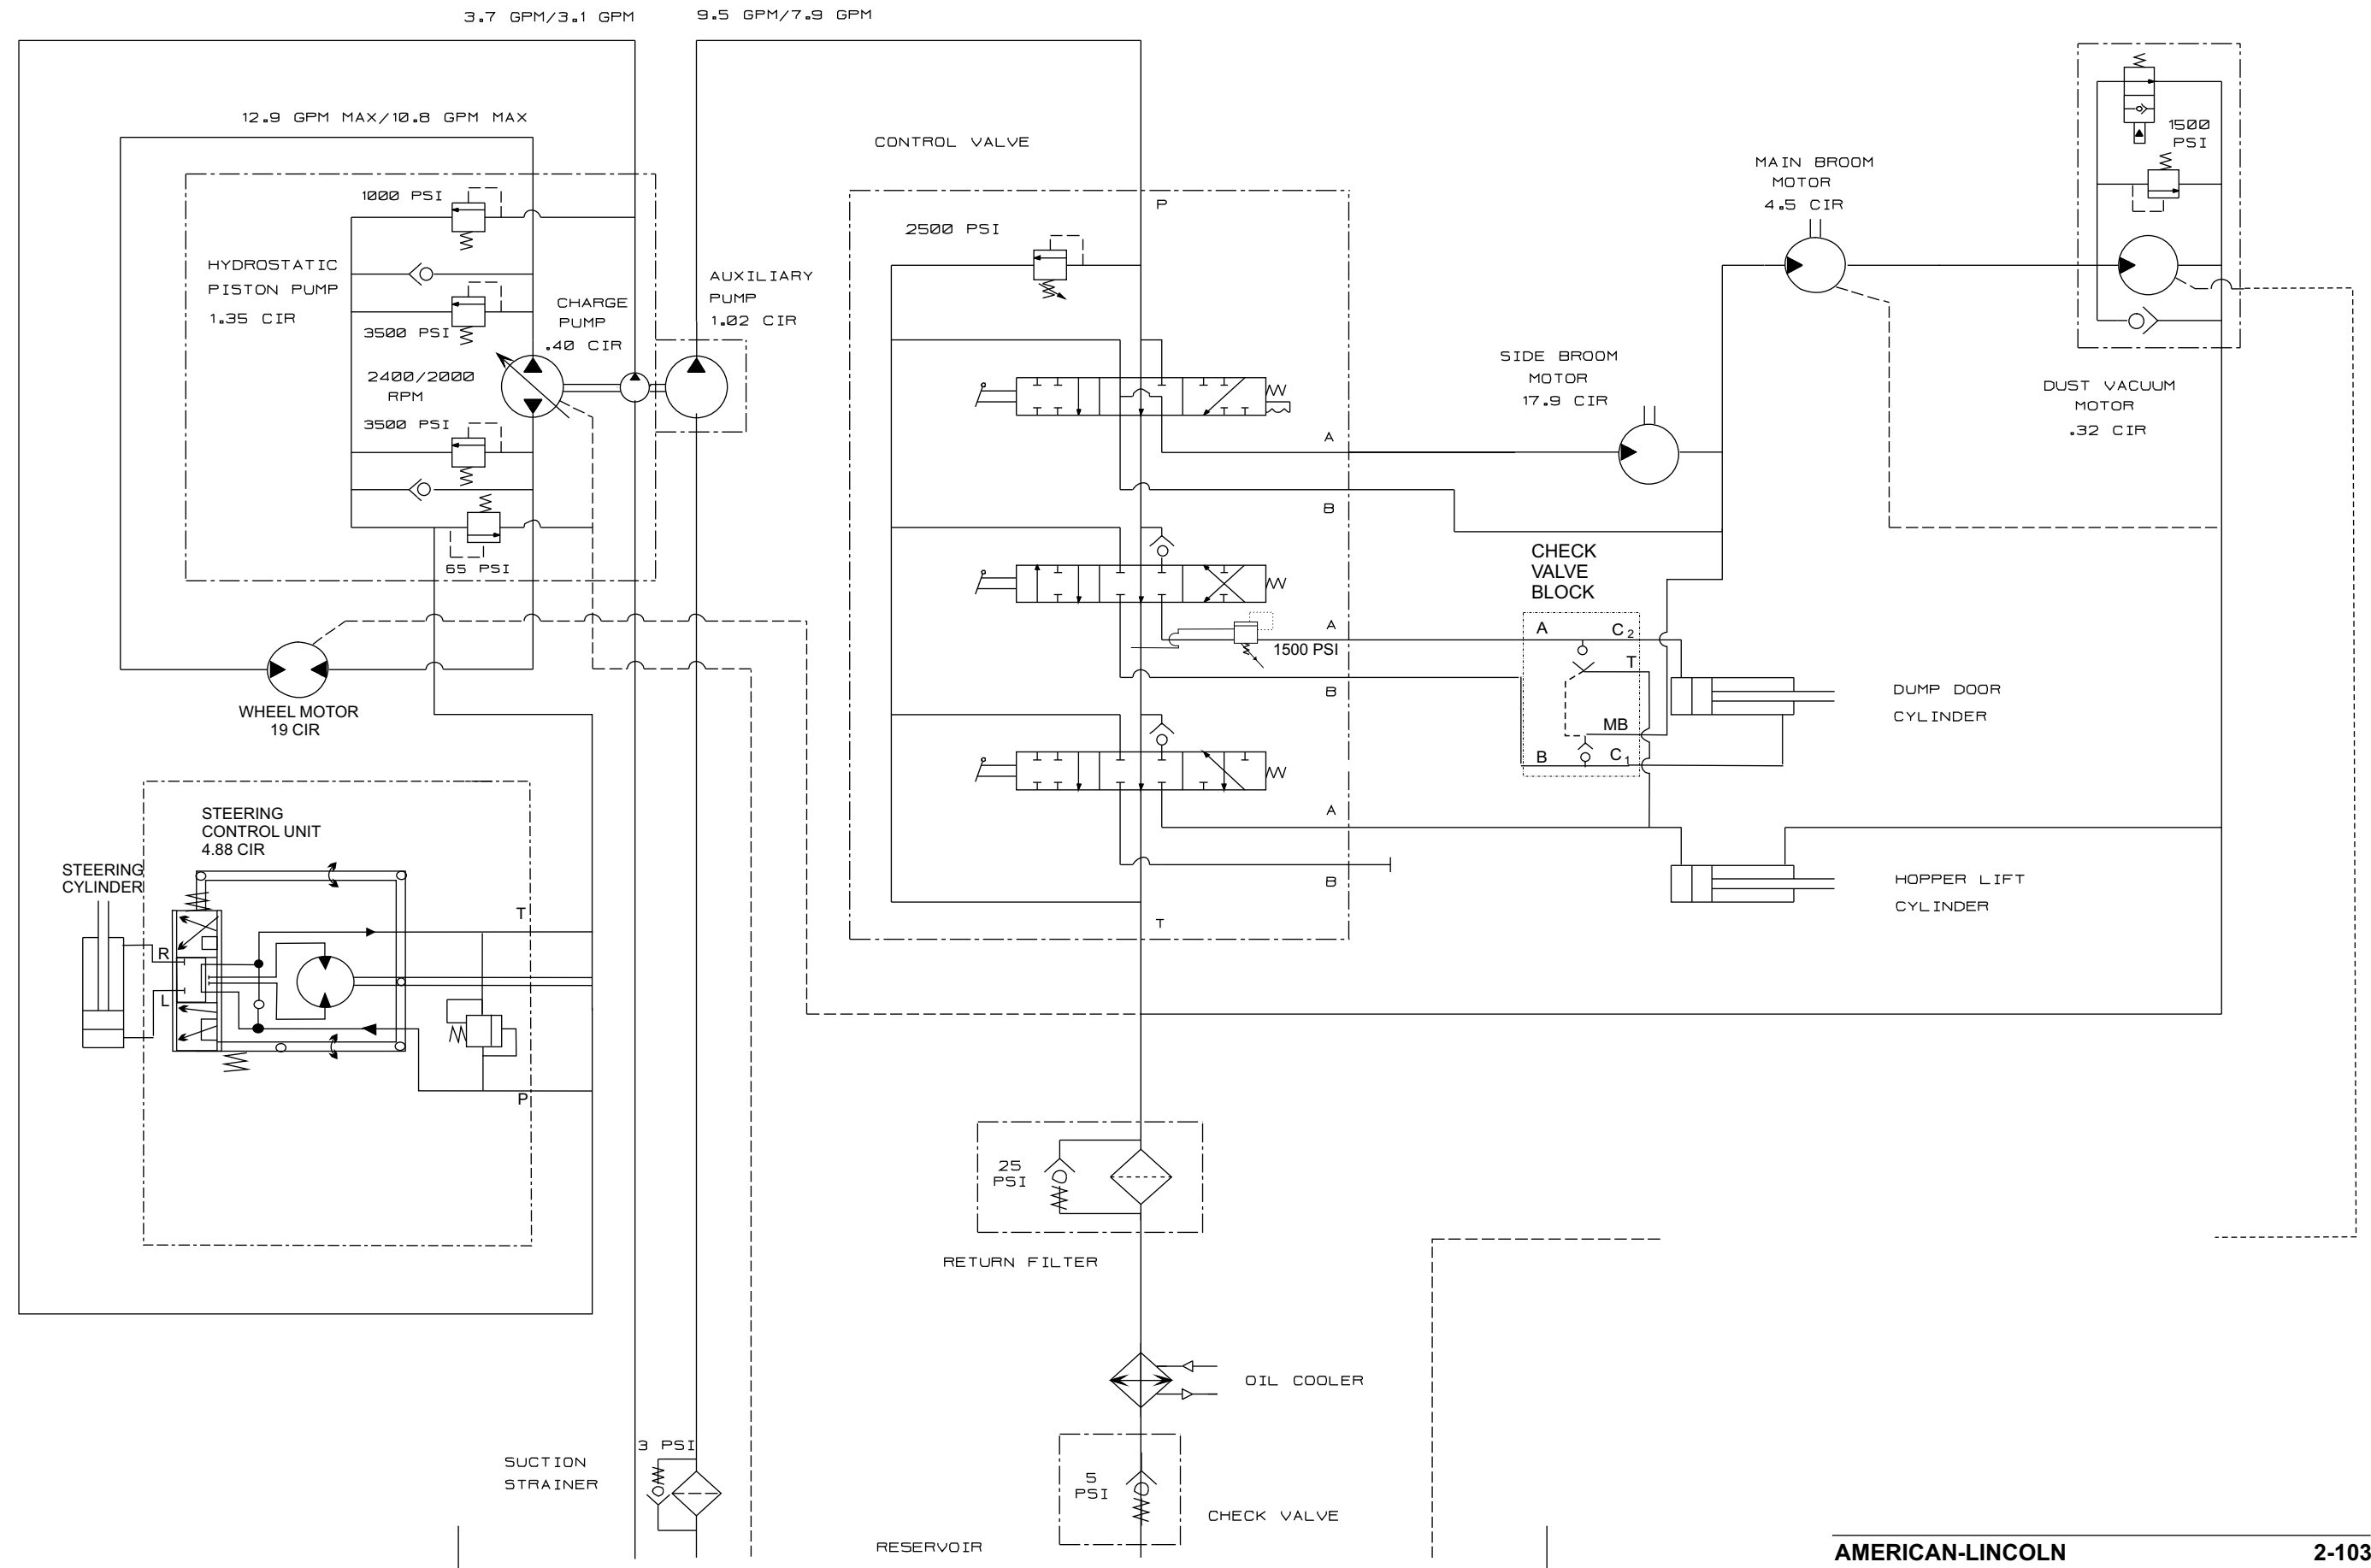 3.7 GPM/3.1 GPM
9.5 GPM/7.9 GPM
12.9 GPM MAX/10.8 GPM MAX
CONTROL VALVE
1000 PSI
HYDROSTATIC
PISTON PUMP
1.35 CIR
3500 PSI
CHARGE
PUMP
.40 CIR
AUXILIARY
PUMP
1.02 CIR
2400/2000
RPM
3500 PSI
65 PSI
P
2500 PSI
A
B
A
1500 PSI
B
A
B
T
MAIN BROOM
MOTOR
4.5 CIR
1500
PSI
SIDE BROOM
MOTOR
17.9 CIR
DUST VACUUM
MOTOR
.32 CIR
CHECK
VALVE
BLOCK
A
C2
T
MB
B
C1
DUMP DOOR
CYLINDER
HOPPER LIFT
CYLINDER
WHEEL MOTOR
19 CIR
STEERING
CONTROL UNIT
4.88 CIR
STEERING
CYLINDER
T
R
L
P
25
PSI
RETURN FILTER
OIL COOLER
3 PSI
SUCTION
STRAINER
5
PSI
CHECK VALVE
RESERVOIR
AMERICAN-LINCOLN 2-103